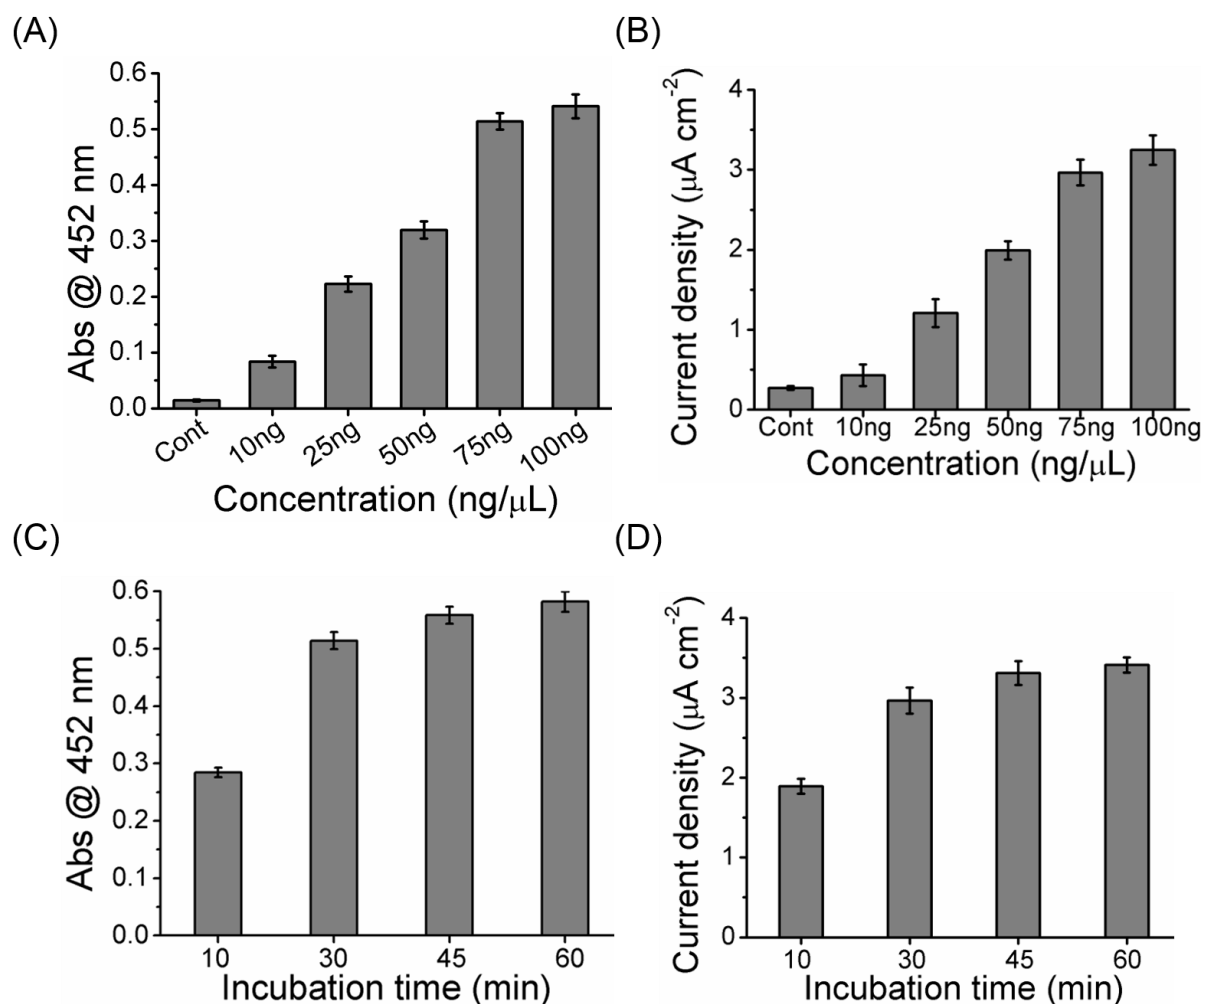 (A)
0.6
0.5
0.4
0.3
0.2
0.1
0.0
Abs @ 452 nm
Cont 10ng 25ng 50ng 75ng 100ng
Concentration (ng/μL)
(B)
4
3
2
1
0
Current density (μA cm⁻²)
Cont 10ng 25ng 50ng 75ng 100ng
Concentration (ng/μL)
(C)
0.6
0.5
0.4
0.3
0.2
0.1
0.0
Abs @ 452 nm
10 30 45 60
Incubation time (min)
(D)
4
3
2
1
0
Current density (μA cm⁻²)
10 30 45 60
Incubation time (min)